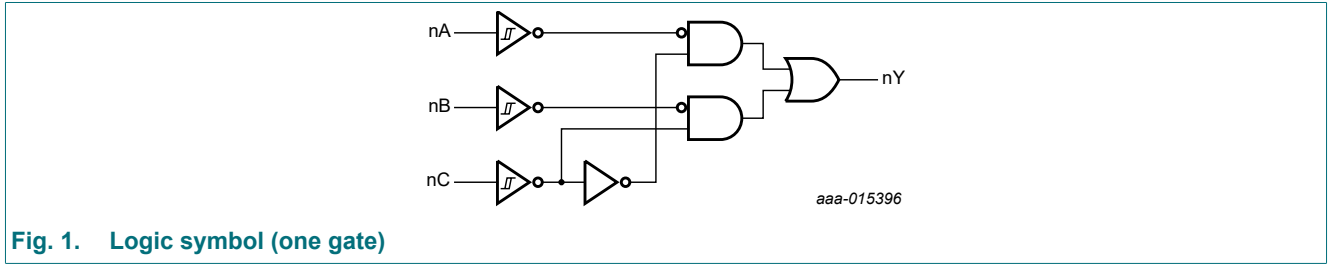 nA
nB
nC
nY
aaa-015396
Fig. 1. Logic symbol (one gate)